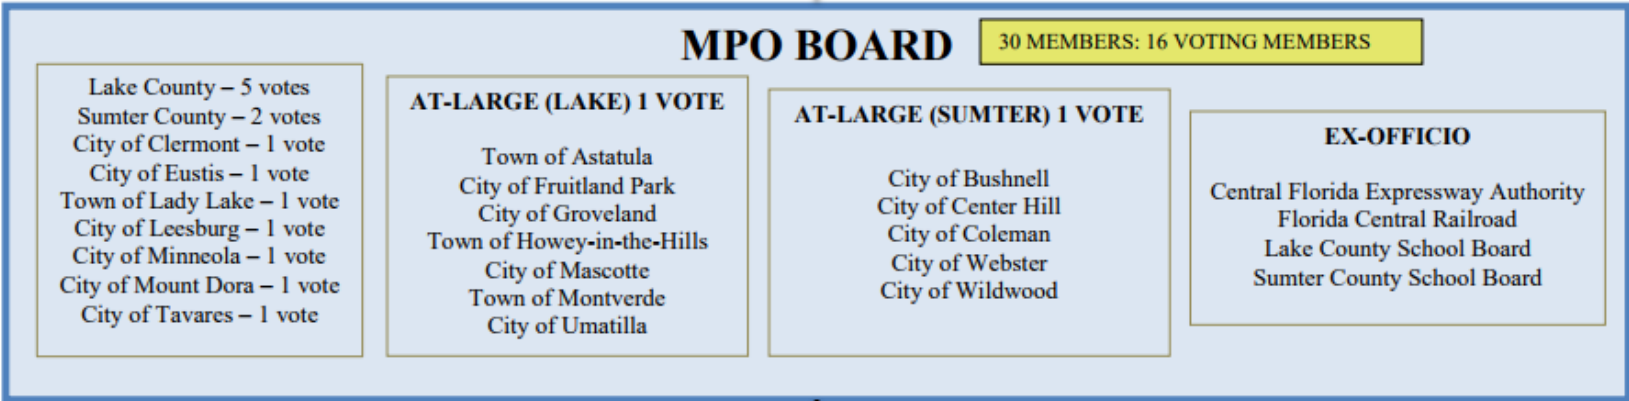 MPO BOARD
30 MEMBERS: 16 VOTING MEMBERS
Lake County – 5 votes
Sumter County – 2 votes
City of Clermont – 1 vote
City of Eustis – 1 vote
Town of Lady Lake – 1 vote
City of Leesburg – 1 vote
City of Minneola – 1 vote
City of Mount Dora – 1 vote
City of Tavares – 1 vote
AT-LARGE (LAKE) 1 VOTE
Town of Astatula
City of Fruitland Park
City of Groveland
Town of Howey-in-the-Hills
City of Mascotte
Town of Montverde
City of Umatilla
AT-LARGE (SUMTER) 1 VOTE
City of Bushnell
City of Center Hill
City of Coleman
City of Webster
City of Wildwood
EX-OFFICIO
Central Florida Expressway Authority
Florida Central Railroad
Lake County School Board
Sumter County School Board